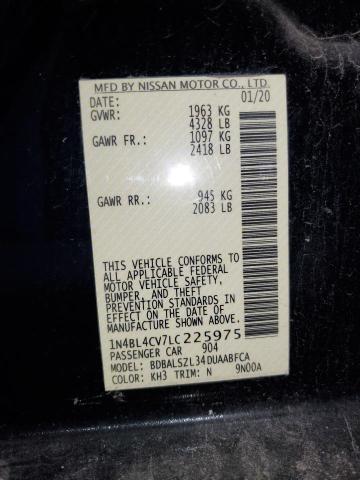 MFD BY NISSAN MOTOR CO., LTD.
DATE: 01/20
GVWR: 1963 KG
4328 LB
GAWR FR.: 1097 KG
2418 LB
GAWR RR.: 945 KG
2083 LB
THIS VEHICLE CONFORMS TO
ALL APPLICABLE FEDERAL
MOTOR VEHICLE SAFETY,
BUMPER, AND THEFT
PREVENTION STANDARDS IN
EFFECT ON THE DATE OF
MANUFACTURE SHOWN ABOVE.
1N4BL4CV7LC225975
PASSENGER CAR 904
MODEL: BDBALSZL34DUAABFCA
COLOR: KH3 TRIM: N 9N00A